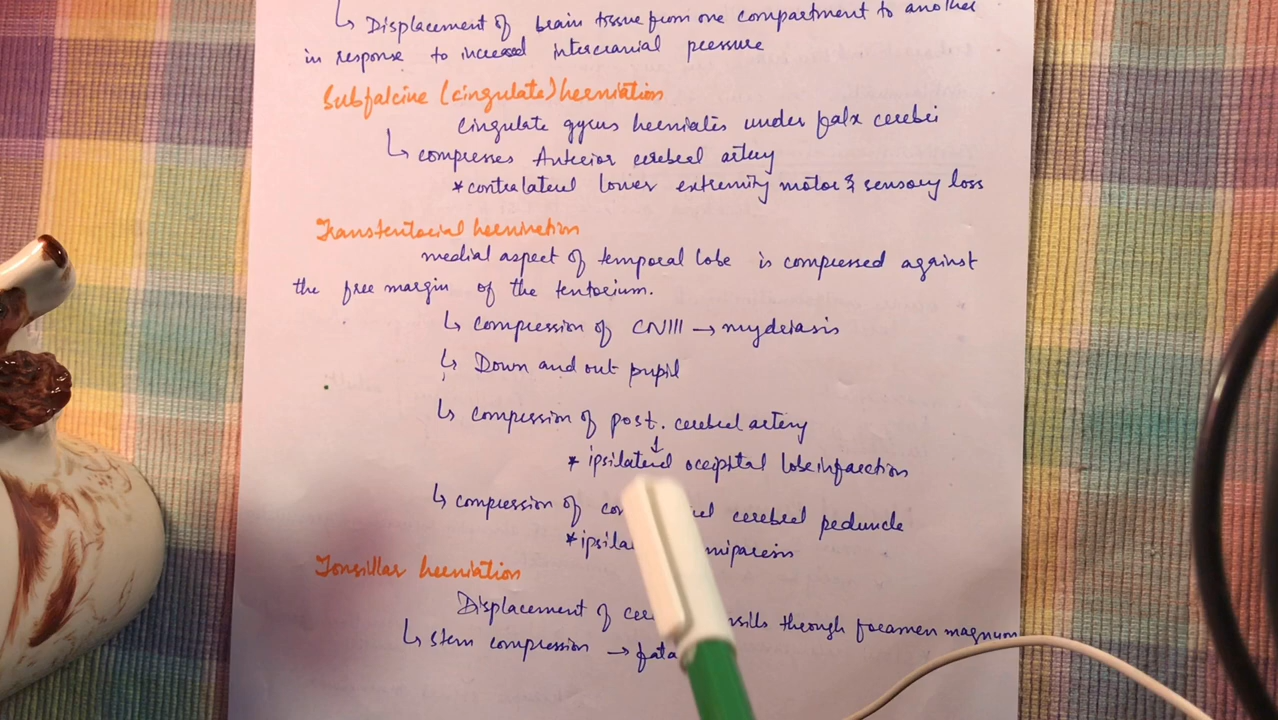 ↳ Displacement of brain tissue from one compartment to another
in response to increased intercranial pressure
Subfalcine (cingulate) herniation
Cingulate gyrus herniates under falx cerebri
↳ compresses Anterior cerebral artery
* contralateral lower extremity motor & sensory loss
Transtentorial herniation
medial aspect of temporal lobe is compressed against
the free margin of the tentorium.
↳ compression of CN III → mydriasis
↳ Down and out pupil
↳ compression of post. cerebral artery
↓
* ipsilateral occipital lobe infarction
↳ compression of cerebral peduncle
*
Tonsillar herniation
Displacement of through foramen magnum
↳ stem compression →